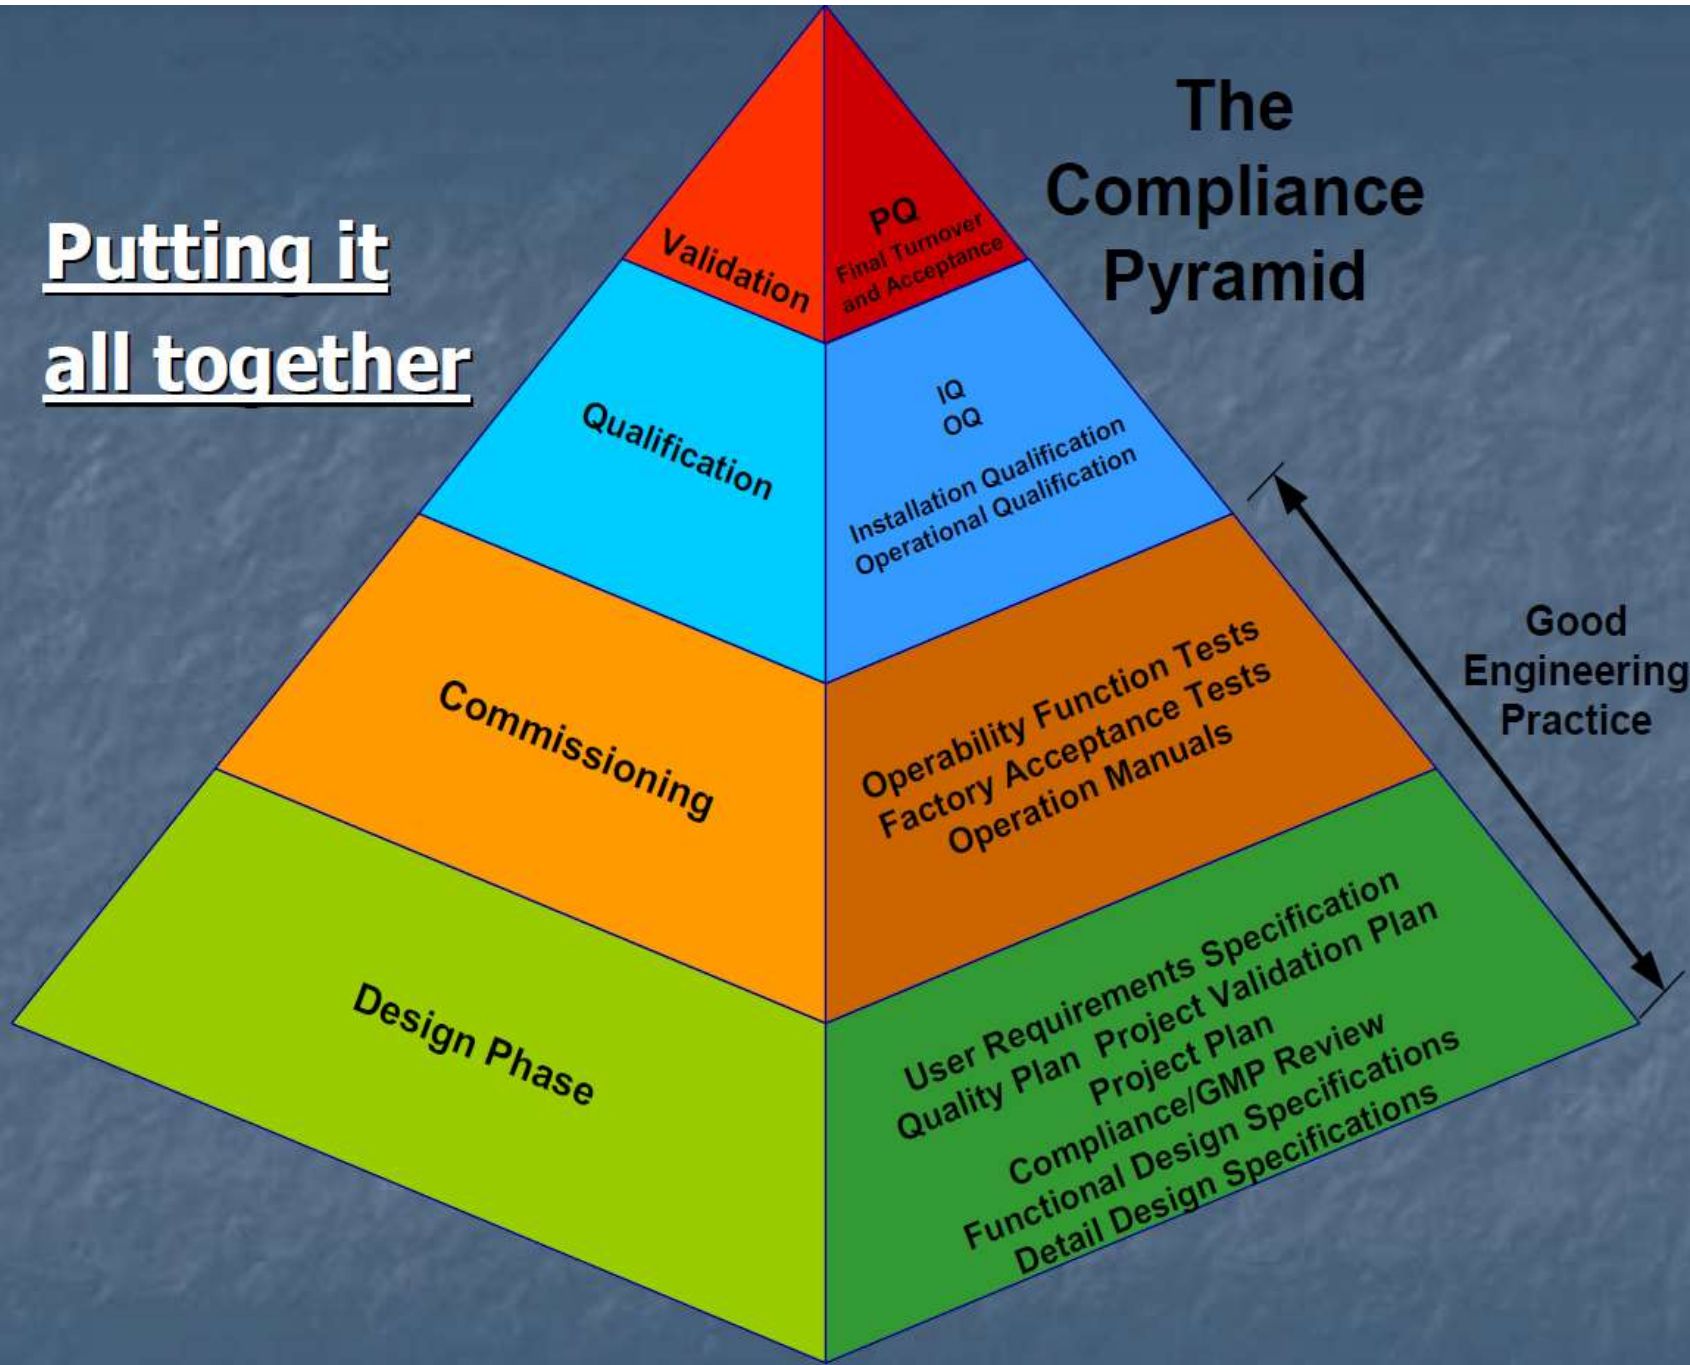 Putting it
all together
The
Compliance
Pyramid
Validation
PQ
Final Turnover
and Acceptance
Qualification
IQ
OQ
Installation Qualification
Operational Qualification
Commissioning
Operability Function Tests
Factory Acceptance Tests
Operation Manuals
Good
Engineering
Practice
Design Phase
User Requirements Specification
Quality Plan Project Validation Plan
Project Plan
Compliance/GMP Review
Functional Design Specifications
Detail Design Specifications